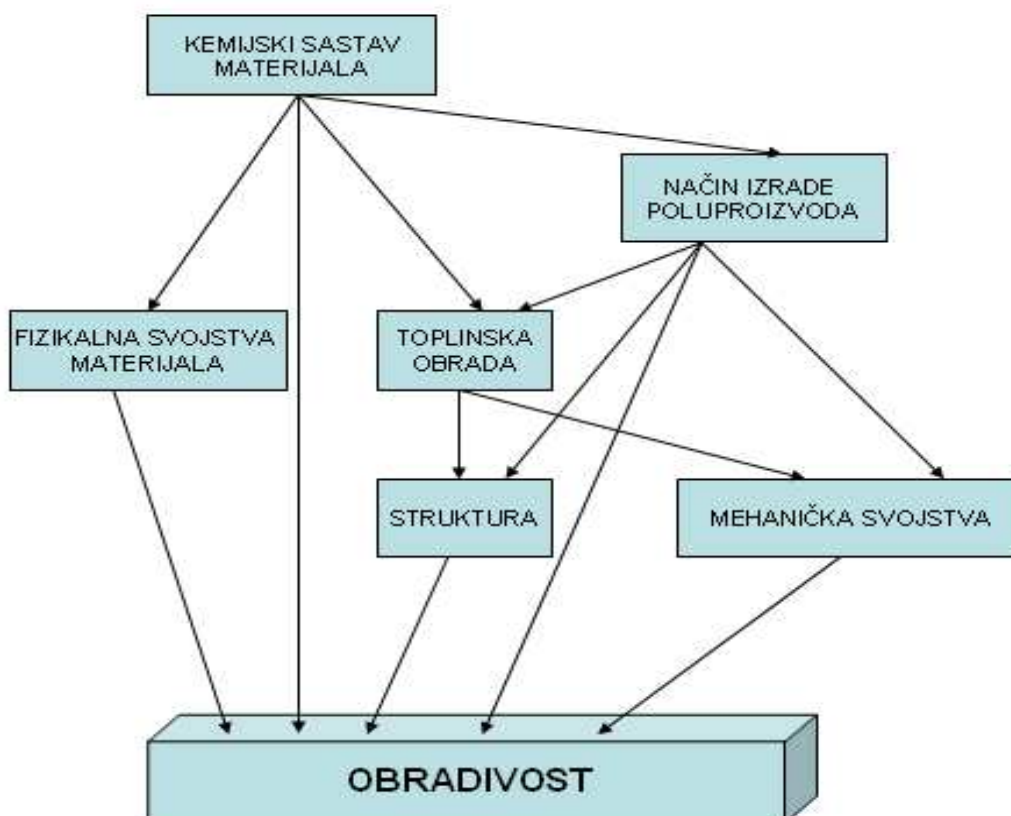 KEMIJSKI SASTAV
MATERIJALA
NAČIN IZRADE
POLUPROIZVODA
FIZIKALNA SVOJSTVA
MATERIJALA
TOPLINSKA
OBRADA
STRUKTURA
MEHANIČKA SVOJSTVA
OBRADIVOST